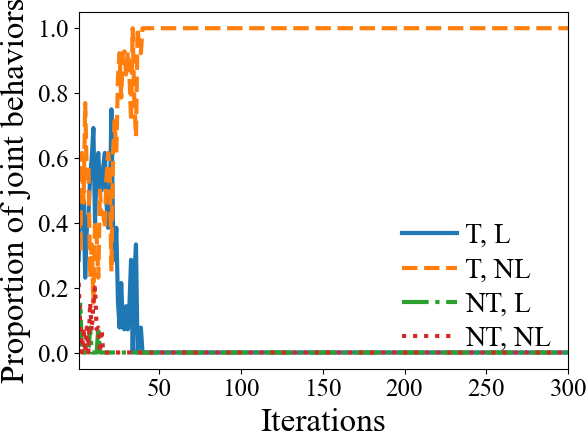 Proportion of joint behaviors
1.0
0.8
0.6
0.4
0.2
0.0
T, L
T, NL
NT, L
NT, NL
50 100 150 200 250 300
Iterations